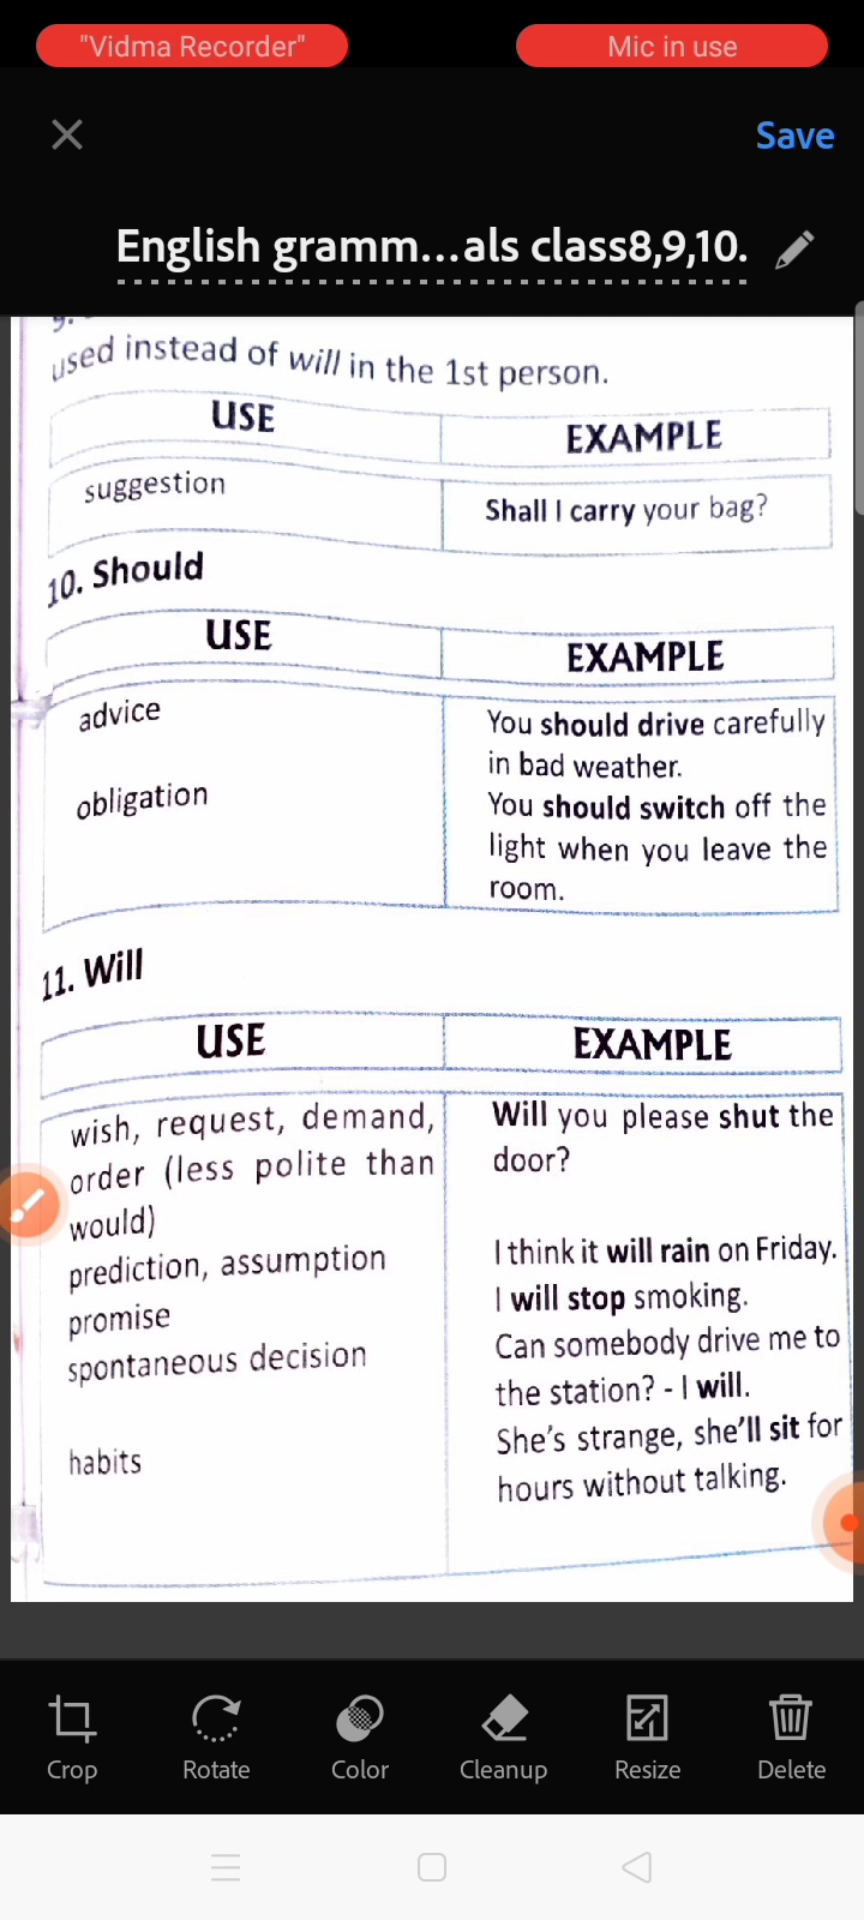 "Vidma Recorder"
Mic in use
Save
English gramm...als class8,9,10.
9.
used instead of will in the 1st person.
USE
EXAMPLE
suggestion
Shall I carry your bag?
10. Should
USE
EXAMPLE
advice
You should drive carefully
in bad weather.
obligation
You should switch off the
light when you leave the
room.
11. Will
USE
EXAMPLE
wish, request, demand,
order (less polite than
would)
Will you please shut the
door?
prediction, assumption
I think it will rain on Friday.
promise
I will stop smoking.
spontaneous decision
Can somebody drive me to
the station? - I will.
habits
She's strange, she'll sit for
hours without talking.
Crop
Rotate
Color
Cleanup
Resize
Delete